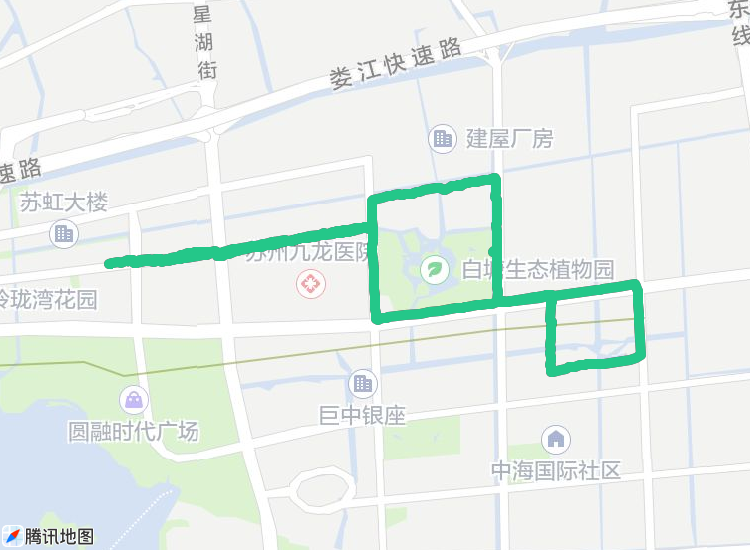 星湖街
东
线
娄江快速路
建屋厂房
速路
苏虹大楼
苏州九龙医院
白塘生态植物园
玲珑湾花园
巨中银座
圆融时代广场
中海国际社区
腾讯地图